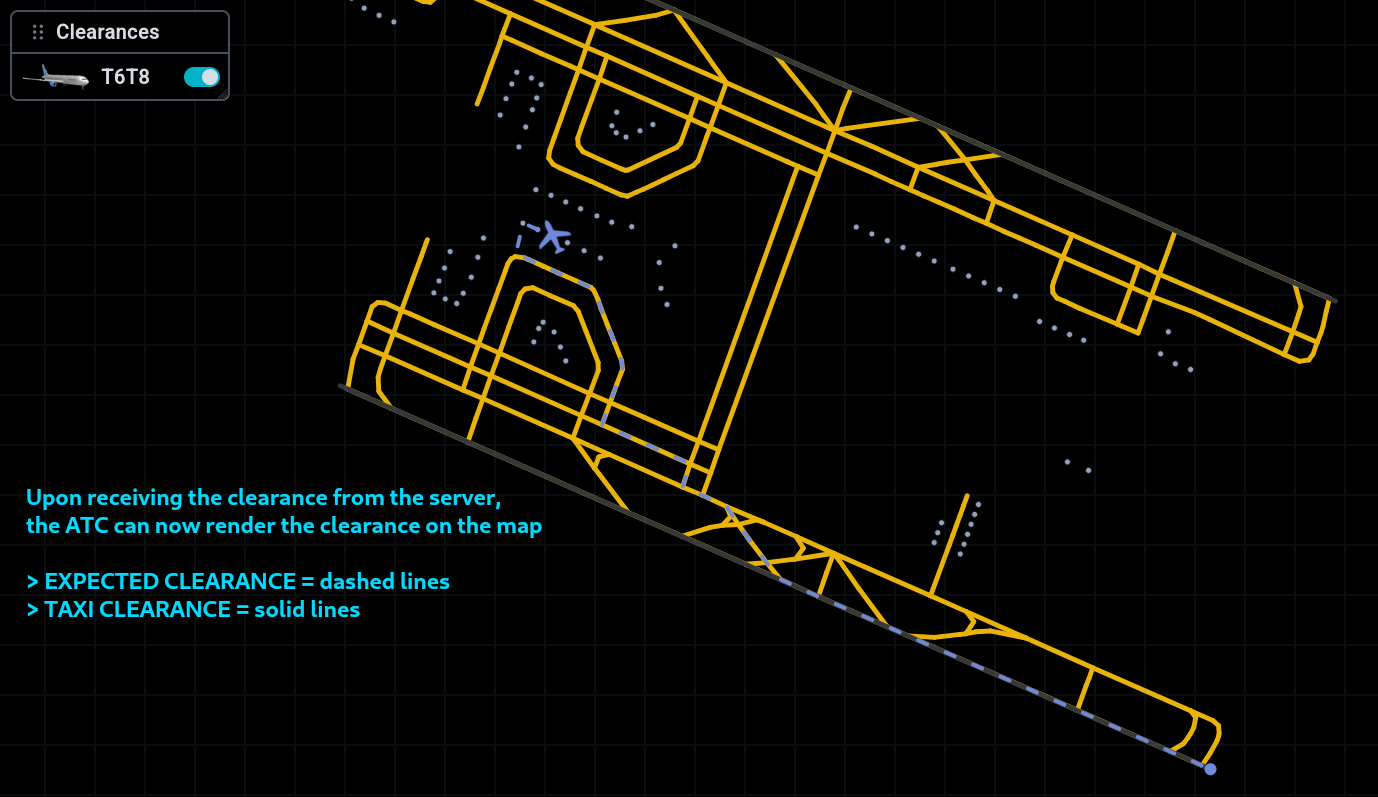 Clearances
T6T8
Upon receiving the clearance from the server,
the ATC can now render the clearance on the map
> EXPECTED CLEARANCE = dashed lines
> TAXI CLEARANCE = solid lines